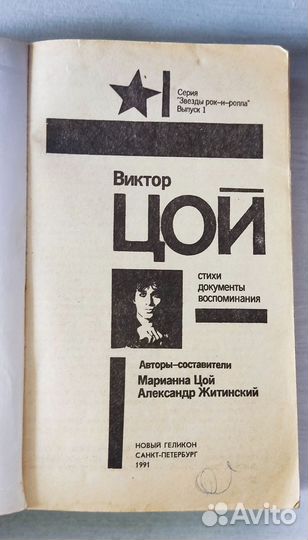 Серия
"Звезды рок-н-ролла"
Выпуск 1
Виктор
ЦОЙ
стихи
документы
воспоминания
Авторы-составители
Марианна Цой
Александр Житинский
НОВЫЙ ГЕЛИКОН
САНКТ-ПЕТЕРБУРГ
1991
Avito